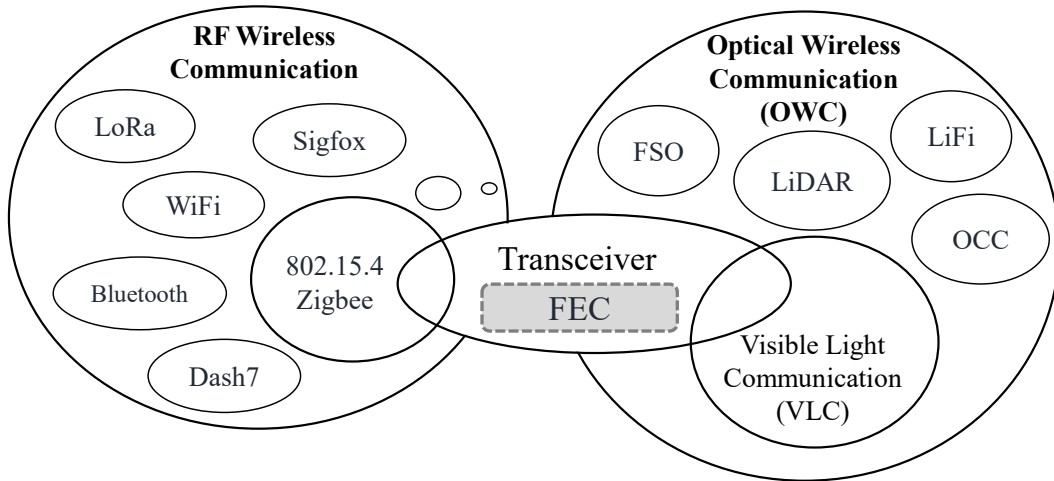 RF Wireless
Communication
LoRa
Sigfox
WiFi
802.15.4
Zigbee
Bluetooth
Dash7
Transceiver
FEC
Optical Wireless
Communication
(OWC)
FSO
LiDAR
LiFi
OCC
Visible Light
Communication
(VLC)